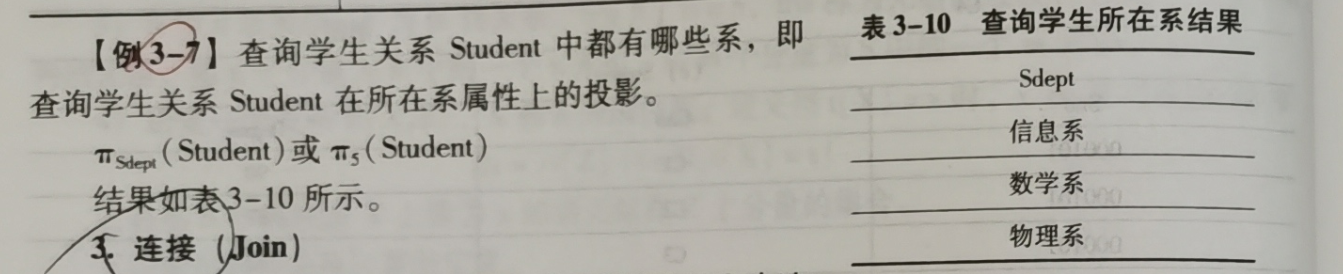 【例3-7】查询学生关系 Student 中都有哪些系，即
查询学生关系 Student 在所在系属性上的投影。
π_Sdept(Student)或 π₅(Student)
结果如表3-10 所示。
3. 连接（Join）
表 3-10 查询学生所在系结果
Sdept
信息系
数学系
物理系